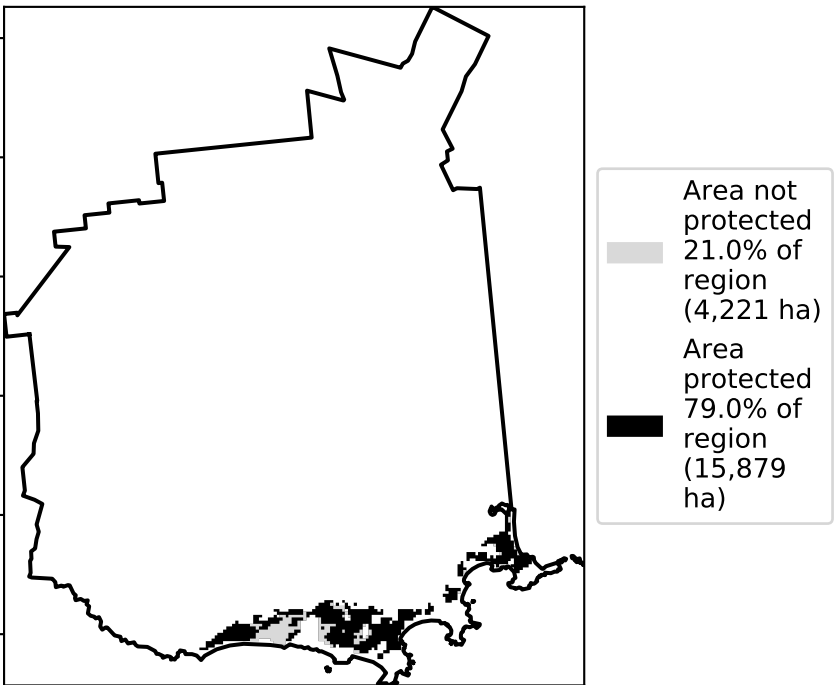 Area not
protected
21.0% of
region
(4,221 ha)
Area
protected
79.0% of
region
(15,879
ha)